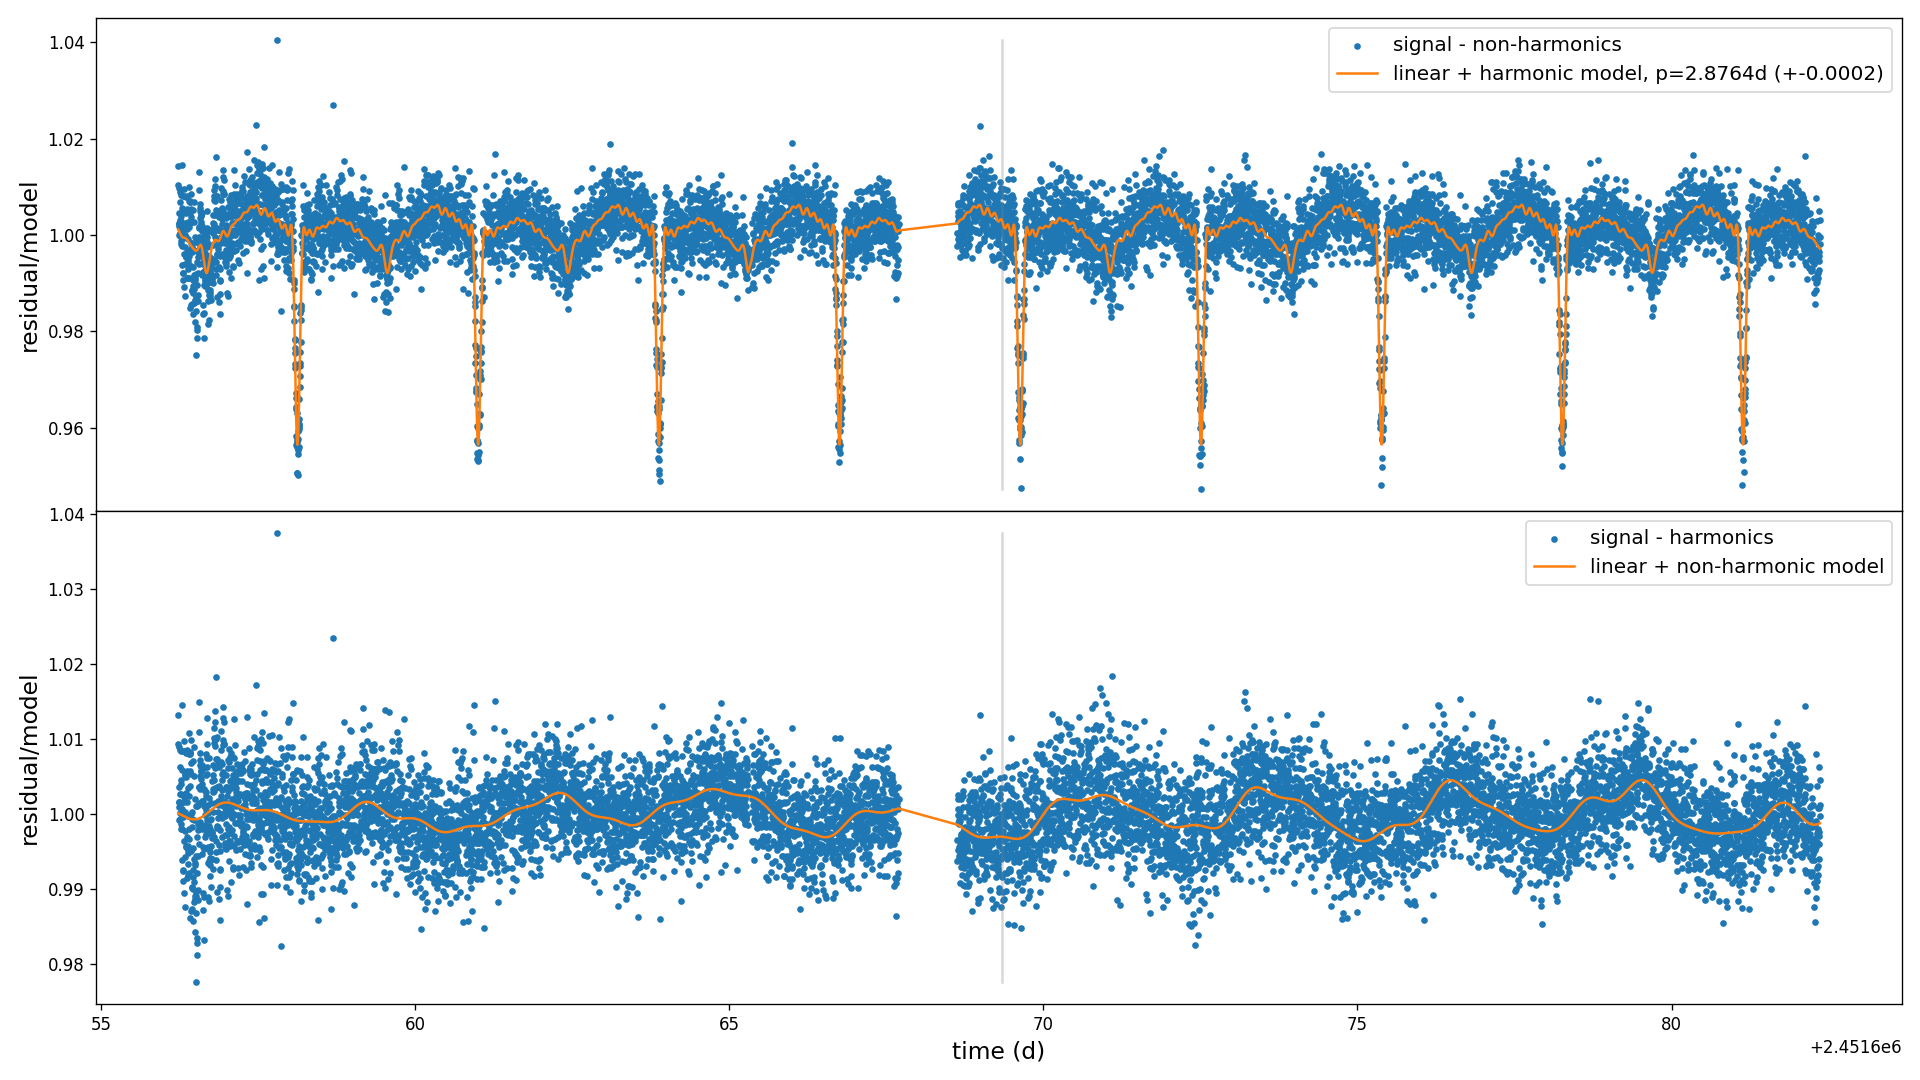 1.04
1.02
1.00
0.98
0.96
residual/model
signal - non-harmonics
linear + harmonic model, p=2.8764d (+-0.0002)
1.04
1.03
1.02
1.01
1.00
0.99
0.98
residual/model
signal - harmonics
linear + non-harmonic model
55 60 65 70 75 80
time (d)
+2.4516e6